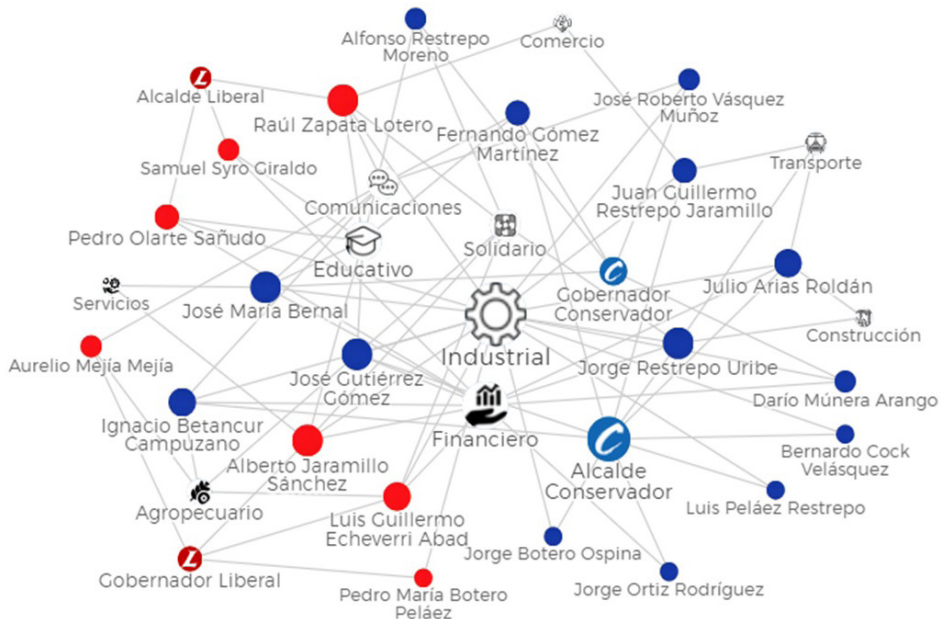 Alfonso Restrepo
Moreno
Comercio
Alcalde Liberal
Raúl Zapata Lotero
Fernando Gómez
Martínez
José Roberto Vásquez
Muñoz
Samuel Syro Giraldo
Transporte
Comunicaciones
Juan Guillermo
Restrepo Jaramillo
Pedro Olarte Sañudo
Solidario
Educativo
Servicios
José María Bernal
Gobernador
Conservador
Julio Arias Roldán
Construcción
Industrial
Aurelio Mejía Mejía
José Gutiérrez
Gómez
Jorge Restrepo Uribe
Darío Múnera Arango
Ignacio Betancur
Campuzano
Financiero
Bernardo Cock
Velásquez
Alberto Jaramillo
Sánchez
Alcalde
Conservador
Agropecuario
Luis Guillermo
Echeverri Abad
Luis Peláez Restrepo
Jorge Botero Ospina
Gobernador Liberal
Pedro María Botero
Peláez
Jorge Ortiz Rodríguez